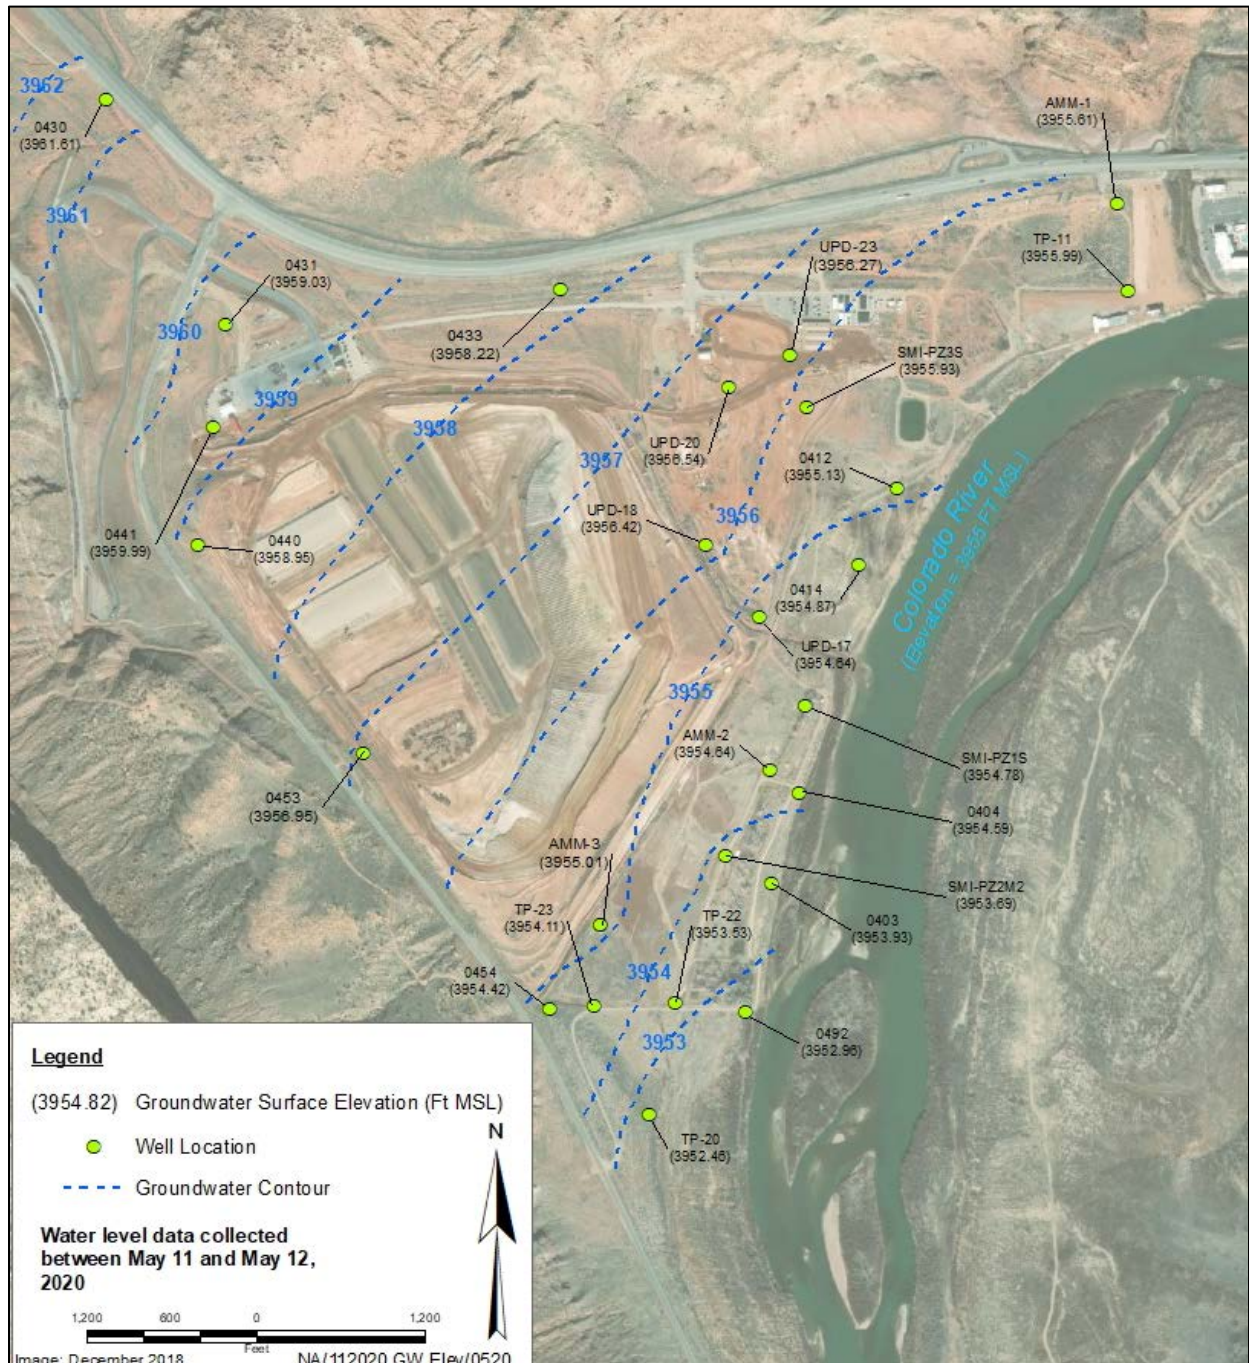 3962
0430
(3961.61)
AMM-1
(3955.61)
3961
0431
(3959.03)
UPD-23
(3956.27)
TP-11
(3955.99)
3960
0433
(3958.22)
SMI-PZ3S
(3955.93)
3959
3958
3957
UPD-20
(3956.54)
0412
(3955.13)
UPD-18
(3956.42)
3956
0441
(3959.99)
0440
(3958.95)
0414
(3954.87)
Colorado River
(Elevation = 3955 FT MSL)
UPD-17
(3954.64)
3955
AMM-2
(3954.64)
SMI-PZ1S
(3954.78)
0453
(3956.95)
0404
(3954.59)
AMM-3
(3955.01)
SMI-PZ2M2
(3953.69)
TP-23
(3954.11)
TP-22
(3953.53)
0403
(3953.93)
0454
(3954.42)
3954
3953
0492
(3952.96)
TP-20
(3952.46)
Legend
(3954.82) Groundwater Surface Elevation (Ft MSL)
Well Location
Groundwater Contour
N
Water level data collected
between May 11 and May 12,
2020
1,200 600 0 1,200
Feet
Image: December 2018 NA/112020 GW Elev/0520